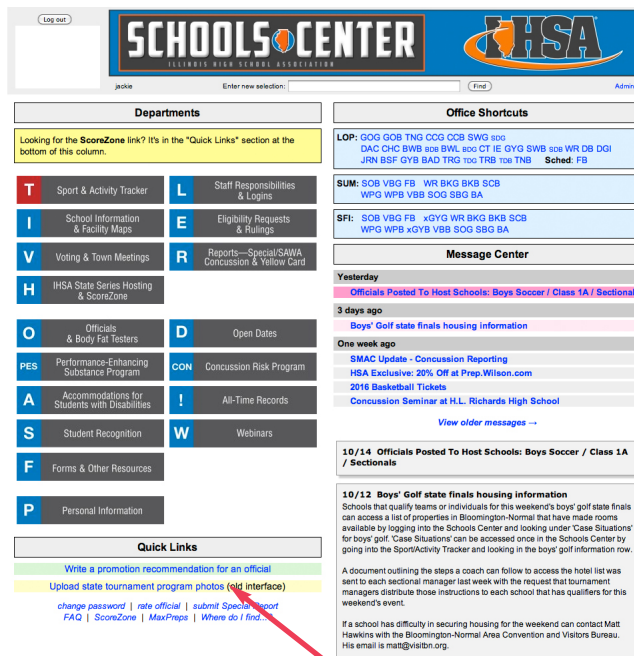 Log out
SCHOOLS CENTER
ILLINOIS HIGH SCHOOL ASSOCIATION
IHSA
jackie
Enter new selection:
Find
Admin
Departments
Looking for the ScoreZone link? It's in the "Quick Links" section at the
bottom of this column.
T Sport & Activity Tracker
L Staff Responsibilities
& Logins
I School Information
& Facility Maps
E Eligibility Requests
& Rulings
V Voting & Town Meetings
R Reports—Special/SAWA
Concussion & Yellow Card
H IHSA State Series Hosting
& ScoreZone
O Officials
& Body Fat Testers
D Open Dates
PES Performance-Enhancing
Substance Program
CON Concussion Risk Program
A Accommodations for
Students with Disabilities
! All-Time Records
S Student Recognition
W Webinars
F Forms & Other Resources
P Personal Information
Quick Links
Write a promotion recommendation for an official
Upload state tournament program photos (old interface)
change password | rate official | submit Special Report
FAQ | ScoreZone | MaxPreps | Where do I find...?
Office Shortcuts
LOP: GOG GOB TNG CCG CCB SWG SDG
DAC CHC BWB BDB BWL BDG CT IE GYG SWB SDB WR DB DGI
JRN BSF GYB BAD TRG TDG TRB TDB TNB Sched: FB
SUM: SOB VBG FB WR BKG BKB SCB
WPG WPB VBB SOG SBG BA
SFI: SOB VBG FB xGYG WR BKG BKB SCB
WPG WPB xGYB VBB SOG SBG BA
Message Center
Yesterday
Officials Posted To Host Schools: Boys Soccer / Class 1A / Sectional
3 days ago
Boys' Golf state finals housing information
One week ago
SMAC Update - Concussion Reporting
HSA Exclusive: 20% Off at Prep.Wilson.com
2016 Basketball Tickets
Concussion Seminar at H.L. Richards High School
View older messages →
10/14 Officials Posted To Host Schools: Boys Soccer / Class 1A
/ Sectionals
10/12 Boys' Golf state finals housing information
Schools that qualify teams or individuals for this weekend's boys' golf state finals
can access a list of properties in Bloomington-Normal that have made rooms
available by logging into the Schools Center and looking under 'Case Situations'
for boys' golf. 'Case Situations' can be accessed once in the Schools Center by
going into the Sport/Activity Tracker and looking in the boys' golf information row.
A document outlining the steps a coach can follow to access the hotel list was
sent to each sectional manager last week with the request that tournament
managers distribute those instructions to each school that has qualifiers for this
weekend's event.
If a school has difficulty in securing housing for the weekend can contact Matt
Hawkins with the Bloomington-Normal Area Convention and Visitors Bureau.
His email is matt@visitbn.org.